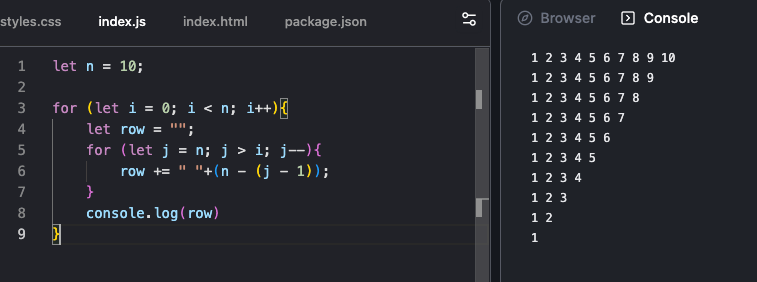 styles.css index.js index.html package.json
Browser Console
1 let n = 10;
2
3 for (let i = 0; i < n; i++){
4 let row = "";
5 for (let j = n; j > i; j--){
6 row += " "+(n - (j - 1));
7 }
8 console.log(row)
9 }
1 2 3 4 5 6 7 8 9 10
1 2 3 4 5 6 7 8 9
1 2 3 4 5 6 7 8
1 2 3 4 5 6 7
1 2 3 4 5 6
1 2 3 4 5
1 2 3 4
1 2 3
1 2
1